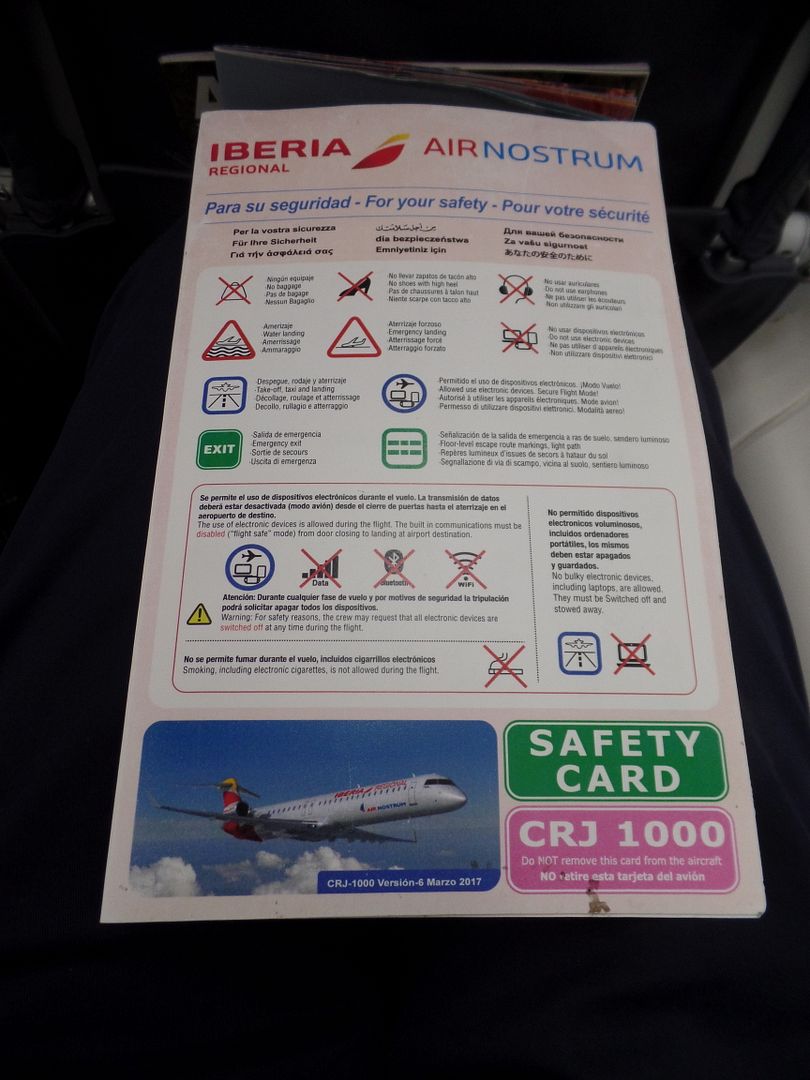 IBERIA
REGIONAL
AIRNOSTRUM
Para su seguridad - For your safety - Pour votre sécurité
Per la vostra sicurezza
Für Ihre Sicherheit
Για τήν άσφάλειά σας
من أجل سلامتك
dla bezpieczeństwa
Emniyetiniz için
Для вашей безопасности
Za vašu sigurnost
あなたの安全のために
·Ningún equipaje
·No baggage
·Pas de bagage
·Nessun Bagaglio
·No llevar zapatos de tacón alto
·No shoes with high heel
·Pas de chaussures à talon haut
·Niente scarpe con tacco alto
·No usar auriculares
·Do not use earphones
·Ne pas utiliser les écouteurs
·Non utilizzare gli auricolari
·Amerizaje
·Water landing
·Amerrissage
·Ammaraggio
·Aterrizaje forzoso
·Emergency landing
·Atterrissage forcé
·Atterraggio forzato
·No usar dispositivos electrónicos
·Do not use electronic devices
·Ne pas utiliser d'appareils électroniques
·Non utilizzare dispositivi elettronici
·Despegue, rodaje y aterrizaje
·Take-off, taxi and landing
·Décollage, roulage et atterrissage
·Decollo, rullagio e atterraggio
·Permitido el uso de dispositivos electrónicos. ¡Modo Vuelo!
·Allowed use electronic devices. Secure Flight Mode!
·Autorisé à utiliser les appareils électroniques. Mode avion!
·Permesso di utilizzare dispositivi elettronici. Modalità aereo!
EXIT
·Salida de emergencia
·Emergency exit
·Sortie de secours
·Uscita di emergenza
·Señalización de la salida de emergencia a ras de suelo, sendero luminoso
·Floor-level escape route markings, light path
·Repères lumineux d'issues de secors à hataur du sol
·Segnallazione di via di scampo, vicina al suolo, sentiero luminoso
Se permite el uso de dispositivos electrónicos durante el vuelo. La transmisión de datos
deberá estar desactivada (modo avión) desde el cierre de puertas hasta el aterrizaje en el
aeropuerto de destino.
The use of electronic devices is allowed during the flight. The built in communications must be
disabled ("flight safe" mode) from door closing to landing at airport destination.
Data
Bluetooth
WiFi
Atención: Durante cualquier fase de vuelo y por motivos de seguridad la tripulación
podrá solicitar apagar todos los dispositivos.
Warning: For safety reasons, the crew may request that all electronic devices are
switched off at any time during the flight.
No se permite fumar durante el vuelo, incluidos cigarrillos electrónicos
Smoking, including electronic cigarettes, is not allowed during the flight.
No permitido dispositivos
electronicos voluminosos,
incluidos ordenadores
portátiles, los mismos
deben estar apagados
y guardados.
No bulky electronic devices,
including laptops, are allowed.
They must be Switched off and
stowed away.
IBERIA REGIONAL
AIR NOSTRUM
CRJ-1000 Versión-6 Marzo 2017
SAFETY
CARD
CRJ 1000
Do NOT remove this card from the aircraft
NO retire esta tarjeta del avión